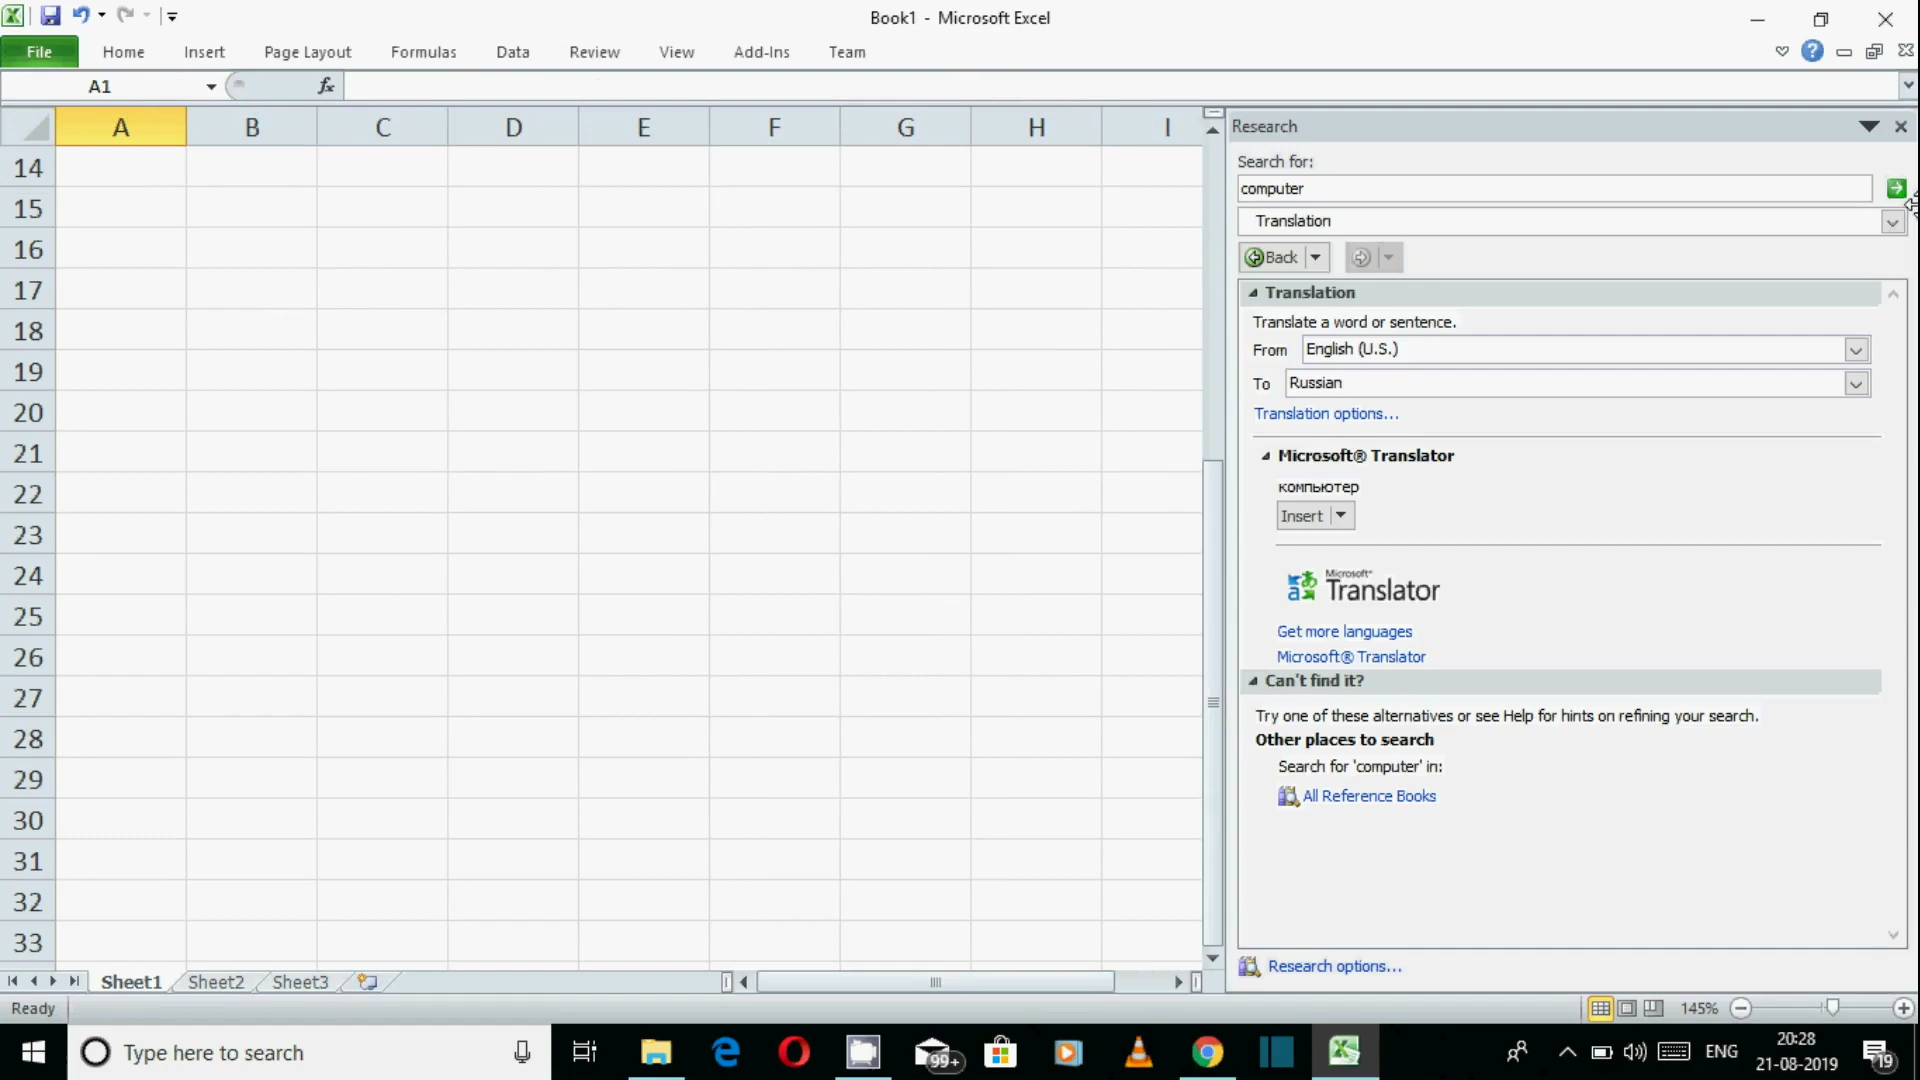 Book1 - Microsoft Excel
File Home Insert Page Layout Formulas Data Review View Add-Ins Team
A1 fx
A B C D E F G H I
14
15
16
17
18
19
20
21
22
23
24
25
26
27
28
29
30
31
32
33
Research
Search for:
computer
Translation
Back
Translation
Translate a word or sentence.
From English (U.S.)
To Russian
Translation options...
Microsoft® Translator
компьютер
Insert
Microsoft®
Translator
Get more languages
Microsoft® Translator
Can't find it?
Try one of these alternatives or see Help for hints on refining your search.
Other places to search
Search for 'computer' in:
All Reference Books
Research options...
Sheet1 Sheet2 Sheet3
Ready 145%
Type here to search 99+ ENG 20:28
21-08-2019 19